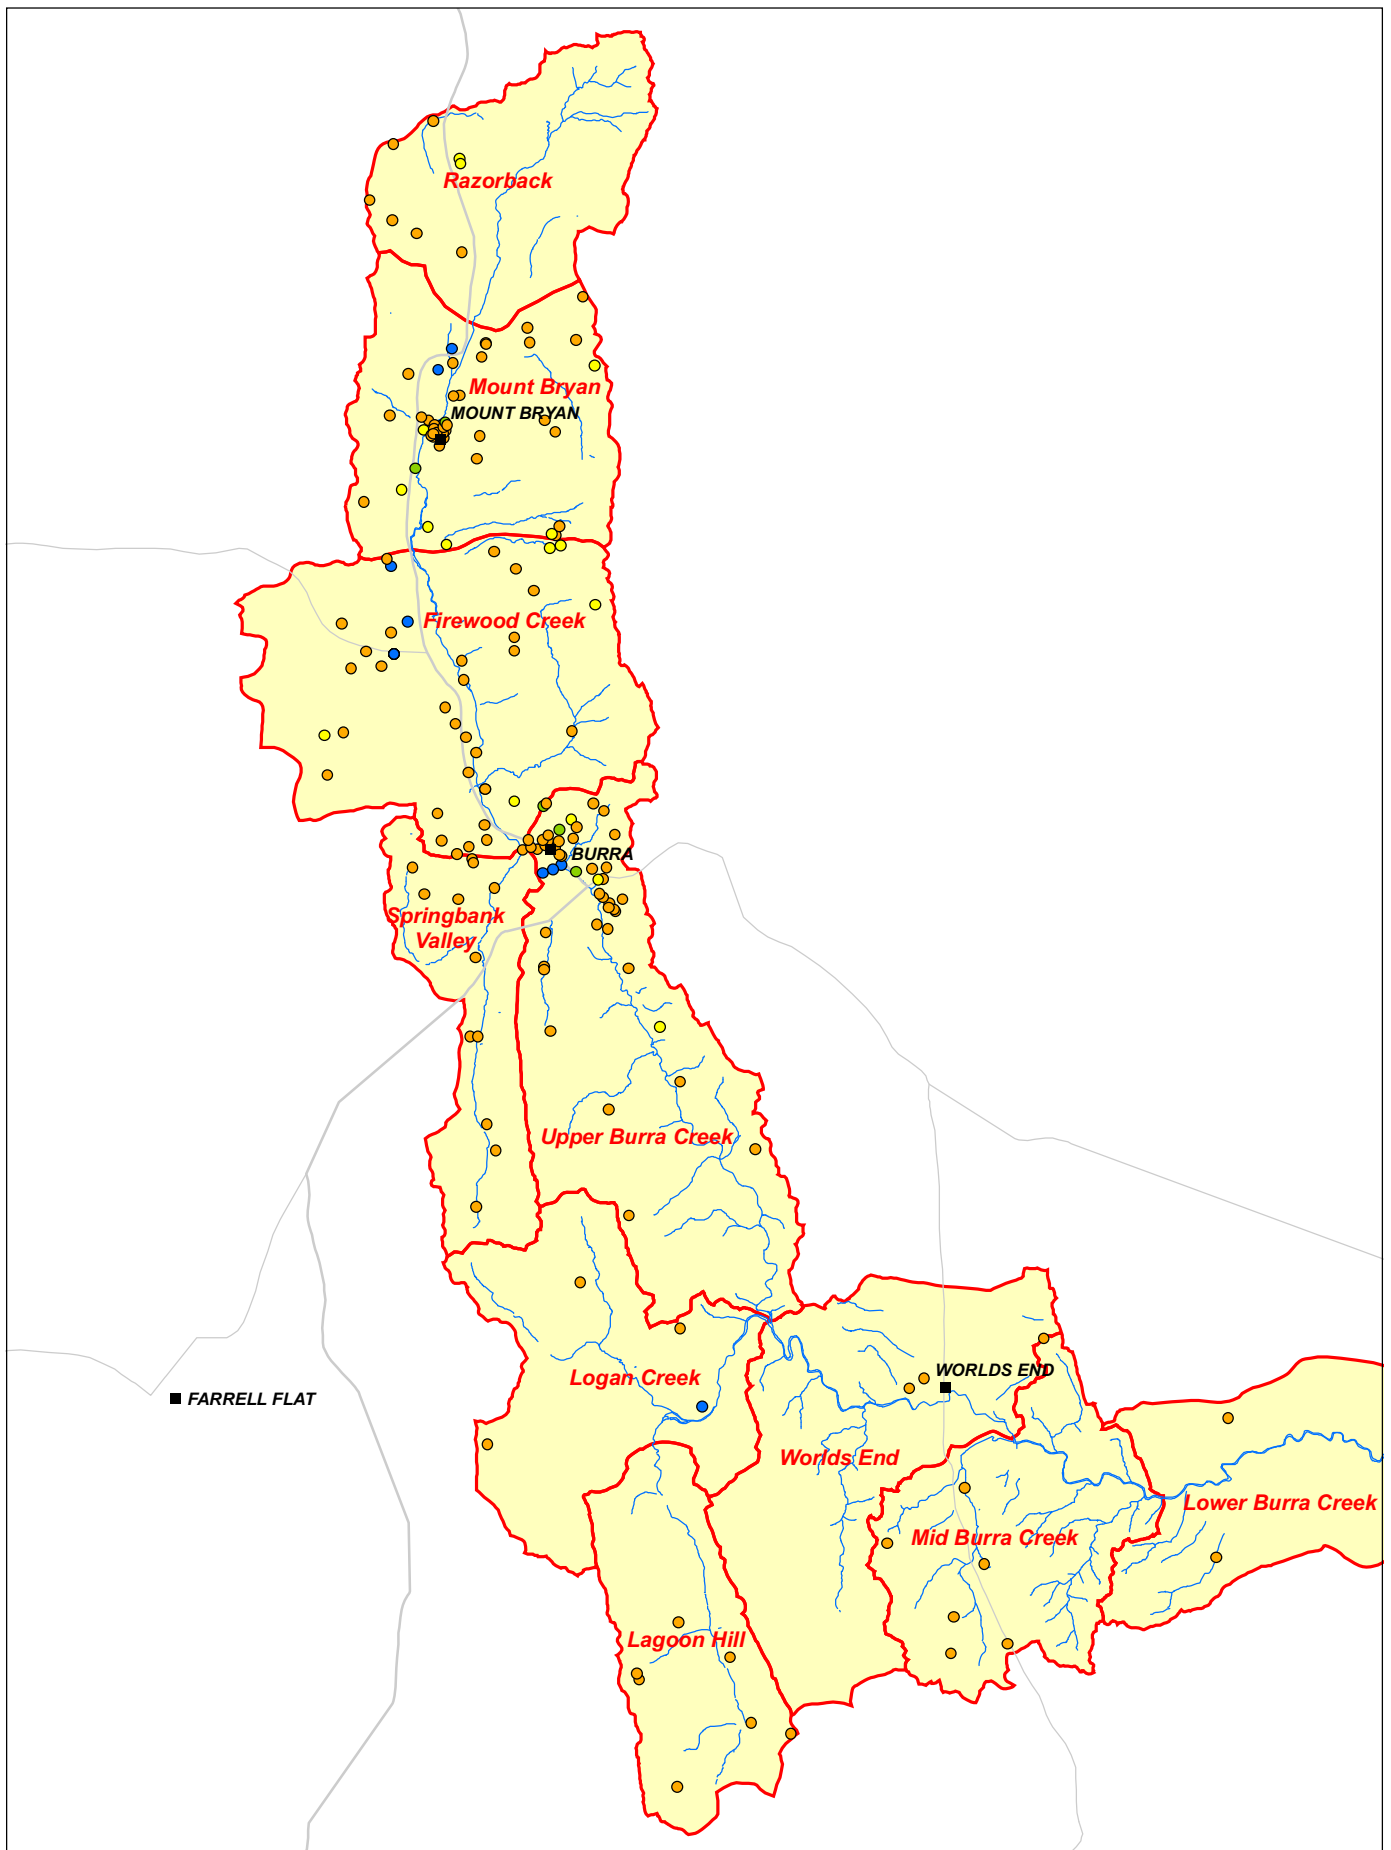 Razorback
Mount Bryan
MOUNT BRYAN
Firewood Creek
BURRA
Springbank
Valley
Upper Burra Creek
Logan Creek
WORLDS END
FARRELL FLAT
Worlds End
Lower Burra Creek
Mid Burra Creek
Lagoon Hill